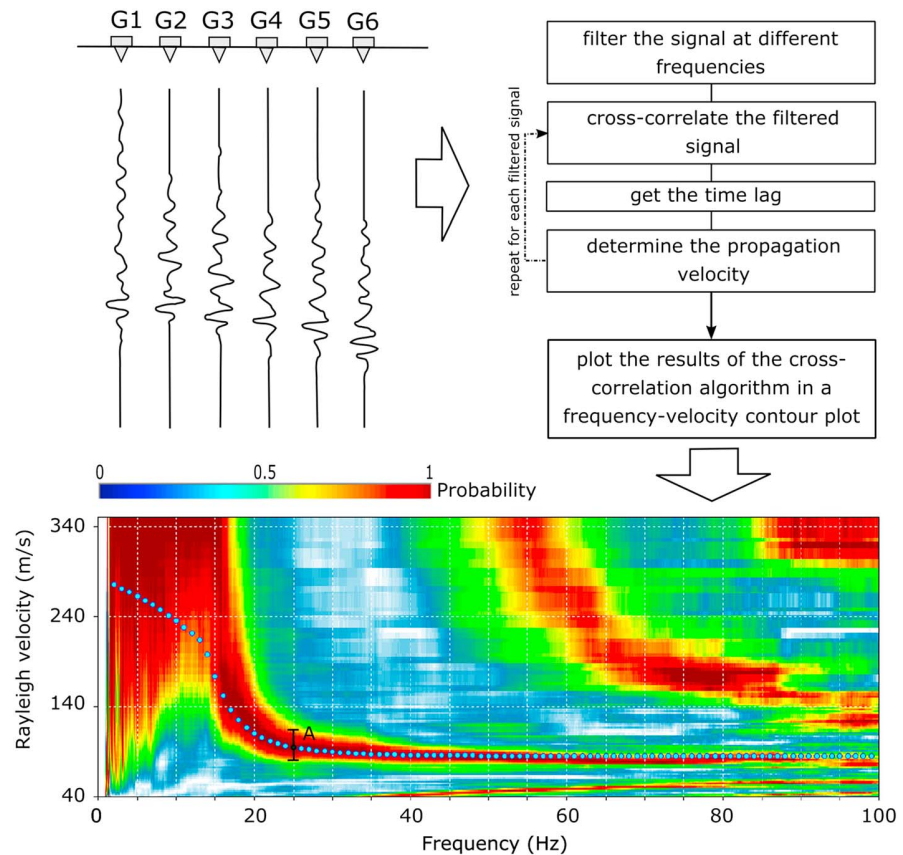 G1 G2 G3 G4 G5 G6
filter the signal at different
frequencies
cross-correlate the filtered
signal
get the time lag
determine the propagation
velocity
repeat for each filtered signal
plot the results of the cross-
correlation algorithm in a
frequency-velocity contour plot
0 0.5 1
Probability
Rayleigh velocity (m/s)
340
240
140
40
A
0 20 40 60 80 100
Frequency (Hz)